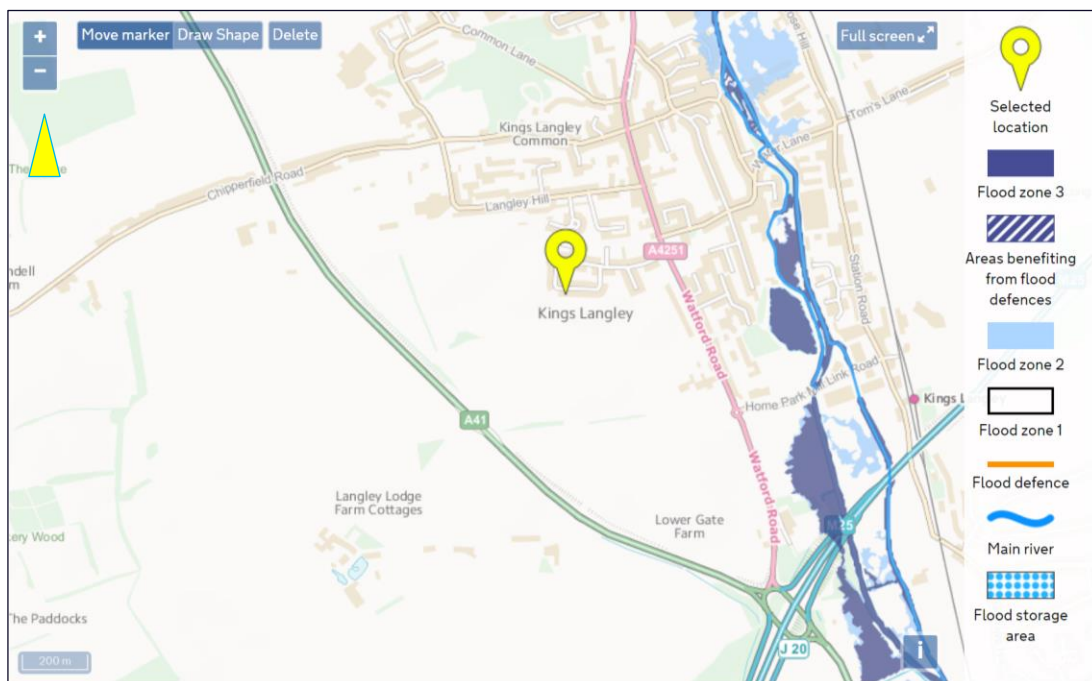 +
−
Move marker
Draw Shape
Delete
Full screen
Common Lane
Tom's Lane
Kings Langley
Common
Chipperfield Road
Langley Hill
A4251
Station Road
Kings Langley
Watford Road
Home Park Mill Link Road
A41
Langley Lodge
Farm Cottages
Lower Gate
Farm
Watford Road
M25
The Paddocks
200 m
J 20
i
Selected
location
Flood zone 3
Areas benefiting
from flood
defences
Flood zone 2
Flood zone 1
Flood defence
Main river
Flood storage
area